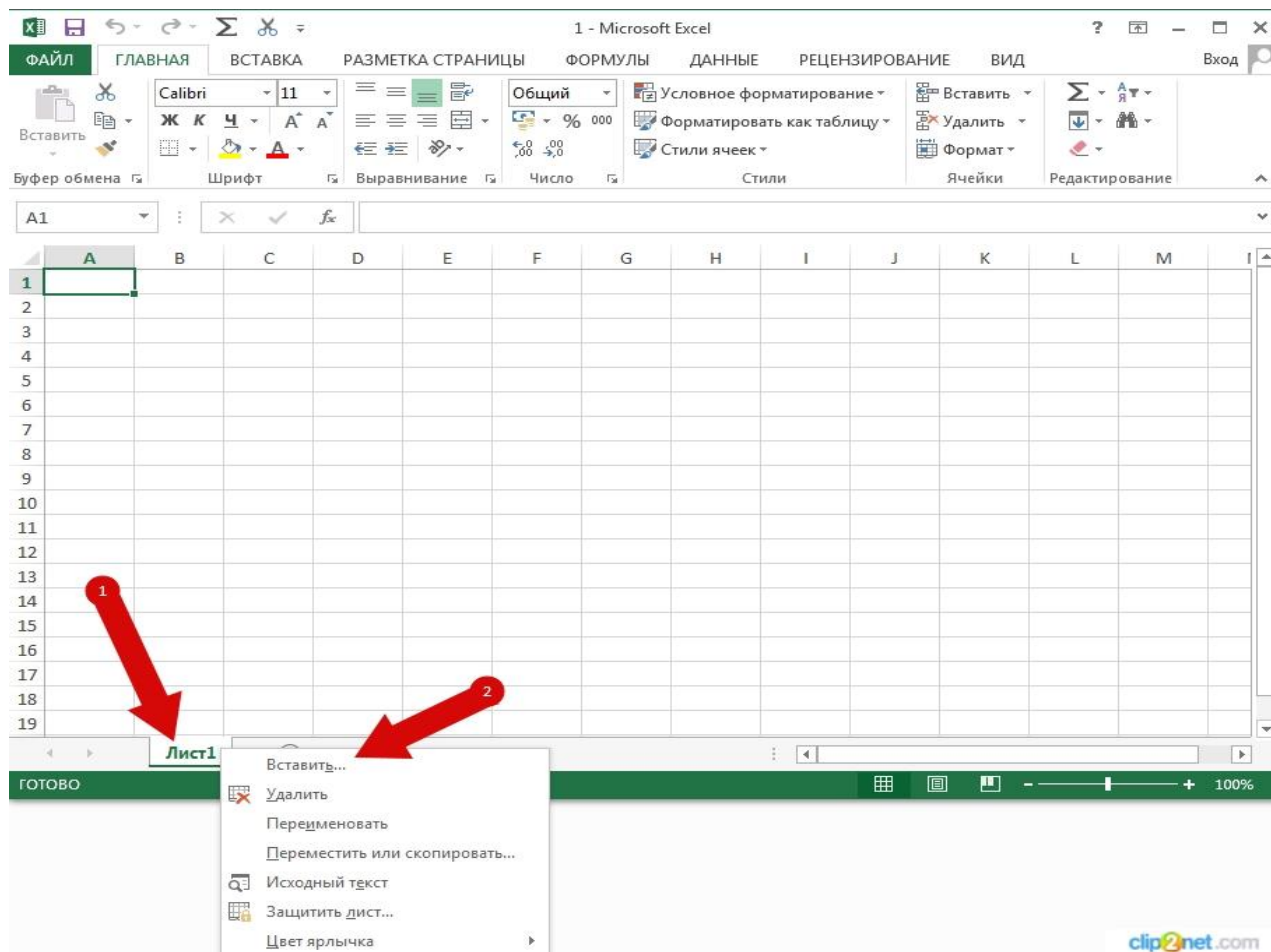 1 - Microsoft Excel
ФАЙЛ ГЛАВНАЯ ВСТАВКА РАЗМЕТКА СТРАНИЦЫ ФОРМУЛЫ ДАННЫЕ РЕЦЕНЗИРОВАНИЕ ВИД Вход
Calibri 11 Общий Условное форматирование Вставить
Вставить Ж К Ч % 000 Форматировать как таблицу Удалить
Стили ячеек Формат
Буфер обмена Шрифт Выравнивание Число Стили Ячейки Редактирование
A1 fx
A B C D E F G H I J K L M
1
2
3
4
5
6
7
8
9
10
11
12
13
1
14
15
16
17
2
18
19
Лист1
Вставить...
ГОТОВО 100%
Удалить
Переименовать
Переместить или скопировать...
Исходный текст
Защитить лист...
Цвет ярлычка
clip2net.com